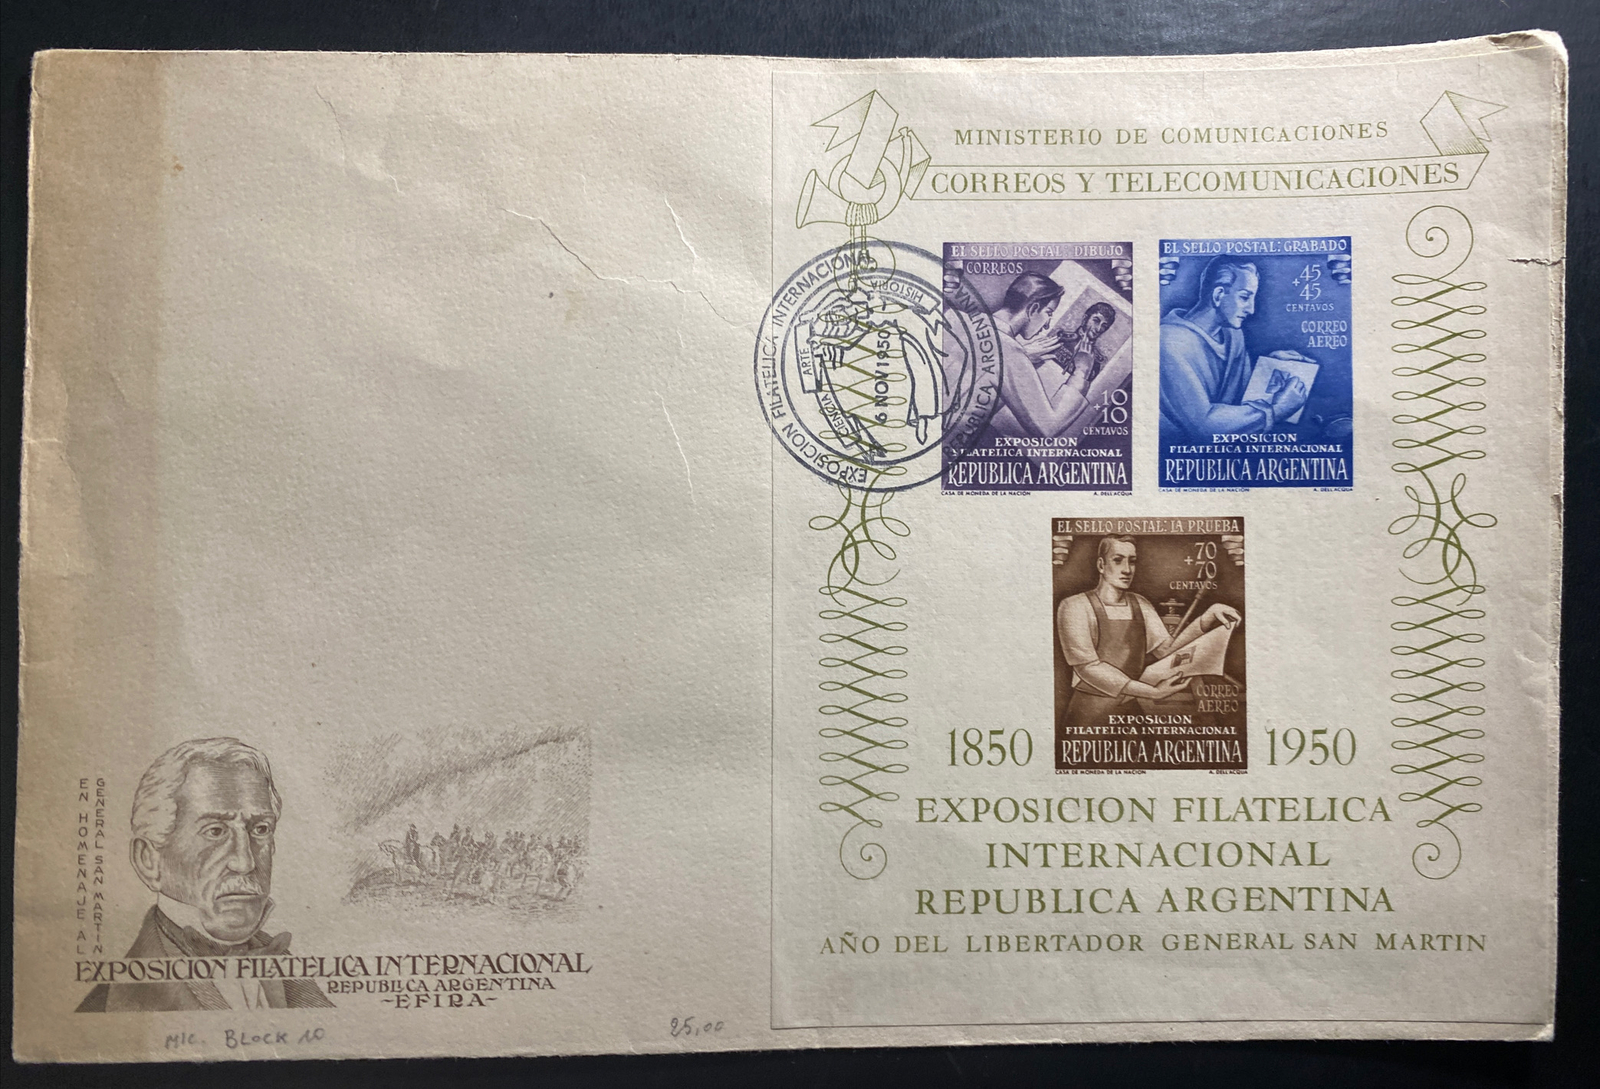 MINISTERIO DE COMUNICACIONES
CORREOS Y TELECOMUNICACIONES
EL SELLO POSTAL: DIBUJO
CORREOS
+10
10
CENTAVOS
EXPOSICION
FILATELICA INTERNACIONAL
REPUBLICA ARGENTINA
CASA DE MONEDA DE LA NACIÓN A. DELL'ACQUA
EL SELLO POSTAL: GRABADO
45
+45
CENTAVOS
CORREO
AEREO
EXPOSICION
FILATELICA INTERNACIONAL
REPUBLICA ARGENTINA
CASA DE MONEDA DE LA NACIÓN A. DELL'ACQUA
EXPOSICION FILATELICA INTERNACIONAL
REPUBLICA ARGENTINA
HISTORIA
ARTE
CIENCIA
6 NOV 1950
EL SELLO POSTAL: LA PRUEBA
70
+70
CENTAVOS
CORREO
AEREO
EXPOSICION
FILATELICA INTERNACIONAL
REPUBLICA ARGENTINA
CASA DE MONEDA DE LA NACION A. DELL'ACQUA
1850 1950
EXPOSICION FILATELICA
INTERNACIONAL
REPUBLICA ARGENTINA
AÑO DEL LIBERTADOR GENERAL SAN MARTIN
EN HOMENAJE AL
GENERAL SAN MARTIN
EXPOSICION FILATELICA INTERNACIONAL
REPUBLICA ARGENTINA
-EFIRA-
MIC. BLOCK 10
25,00